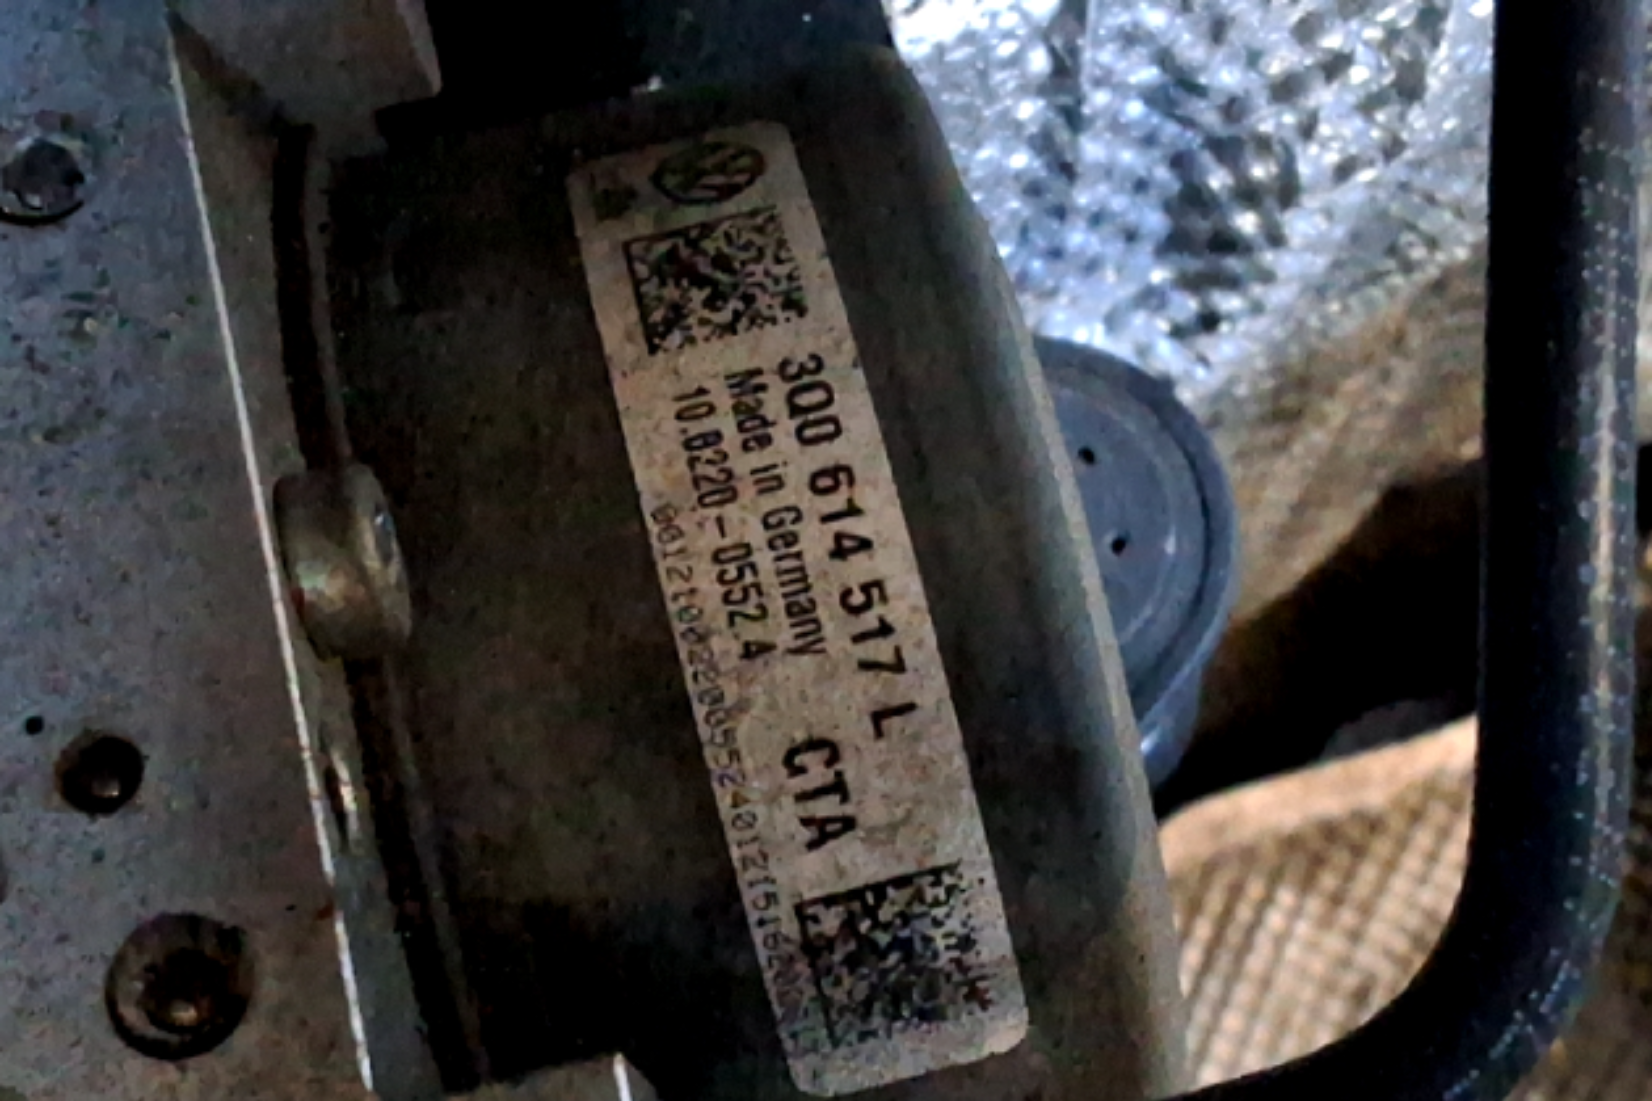 3Q0 614 517 L
Made in Germany
CTA
10.0220-0552.4